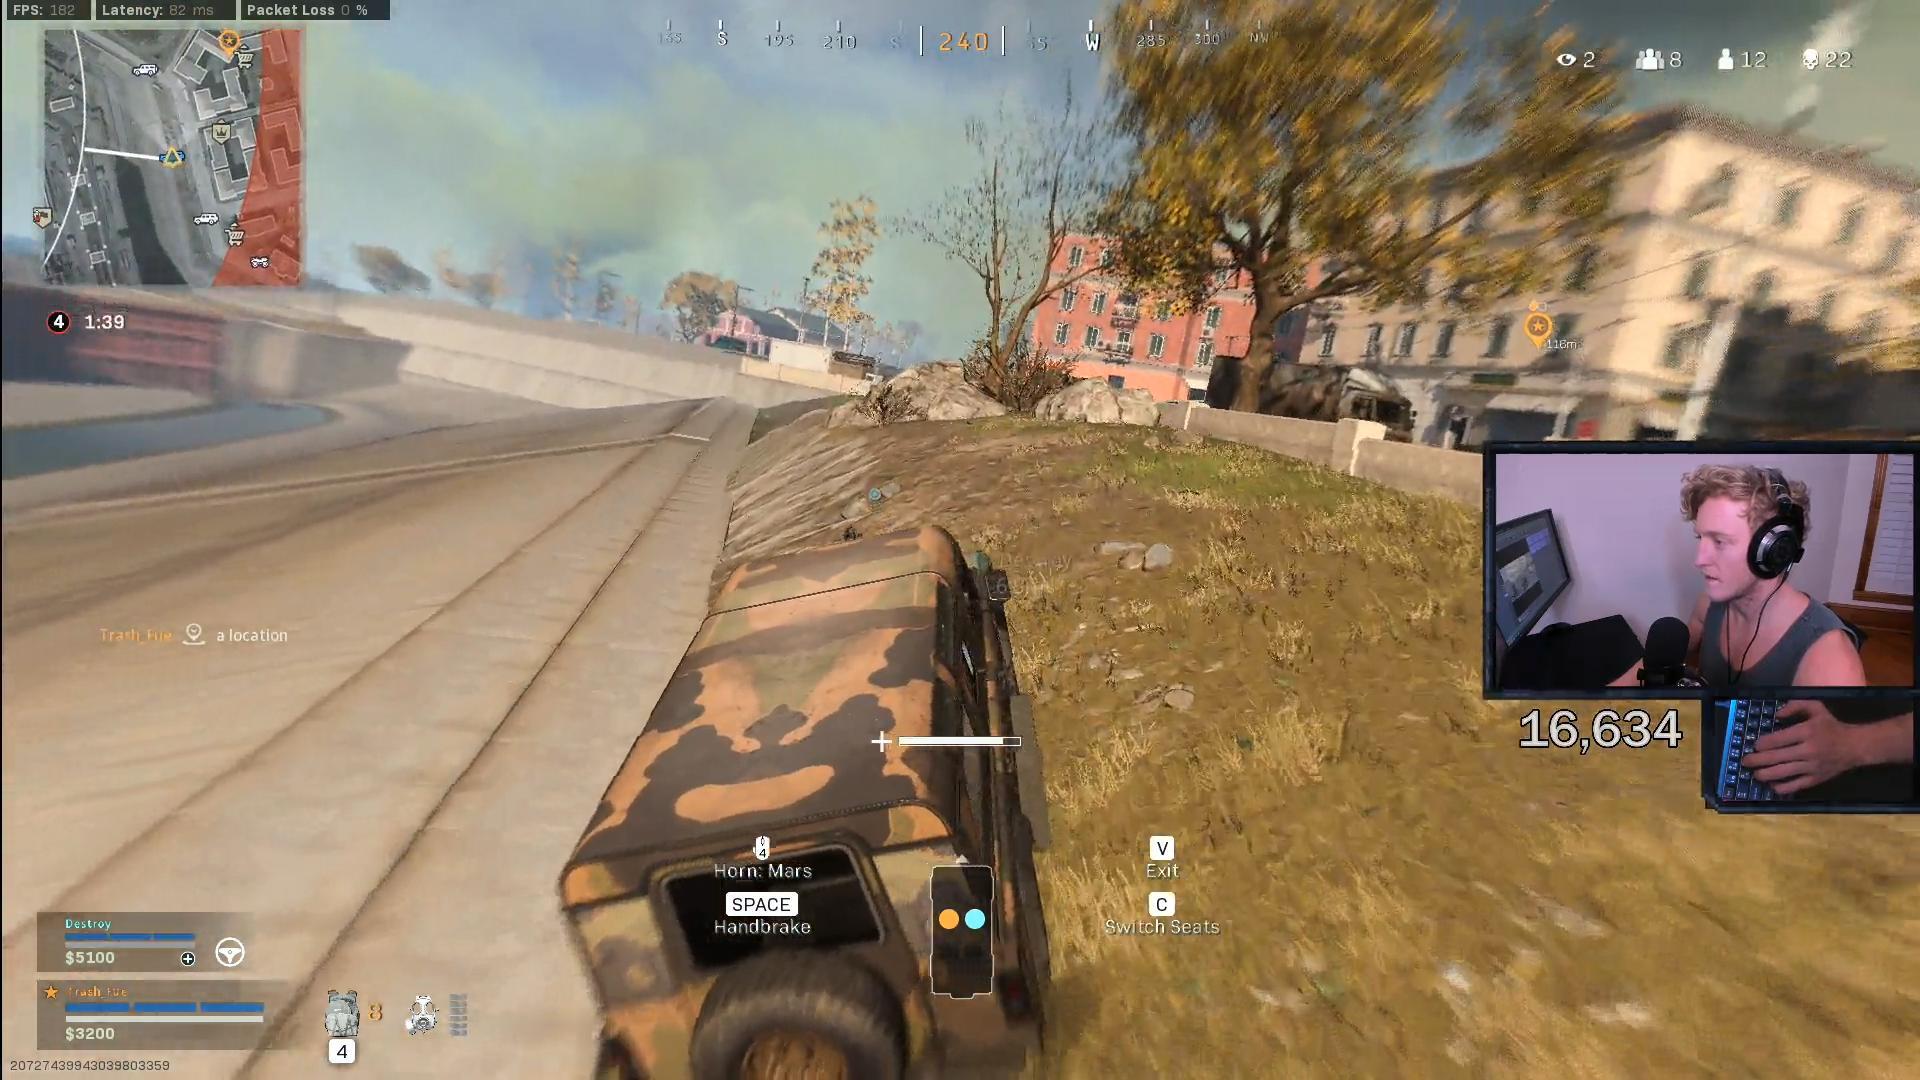 FPS: 182 Latency: 82 ms Packet Loss 0 %
165 S 195 210 240 W 285 300 NW
2 8 12 22
4 1:39
116m
Trash_Fue a location
16,634
4
Horn: Mars
SPACE
Handbrake
V
Exit
C
Switch Seats
Destroy
$5100
Trash_Fue
$3200
8
4
20727439943039803359